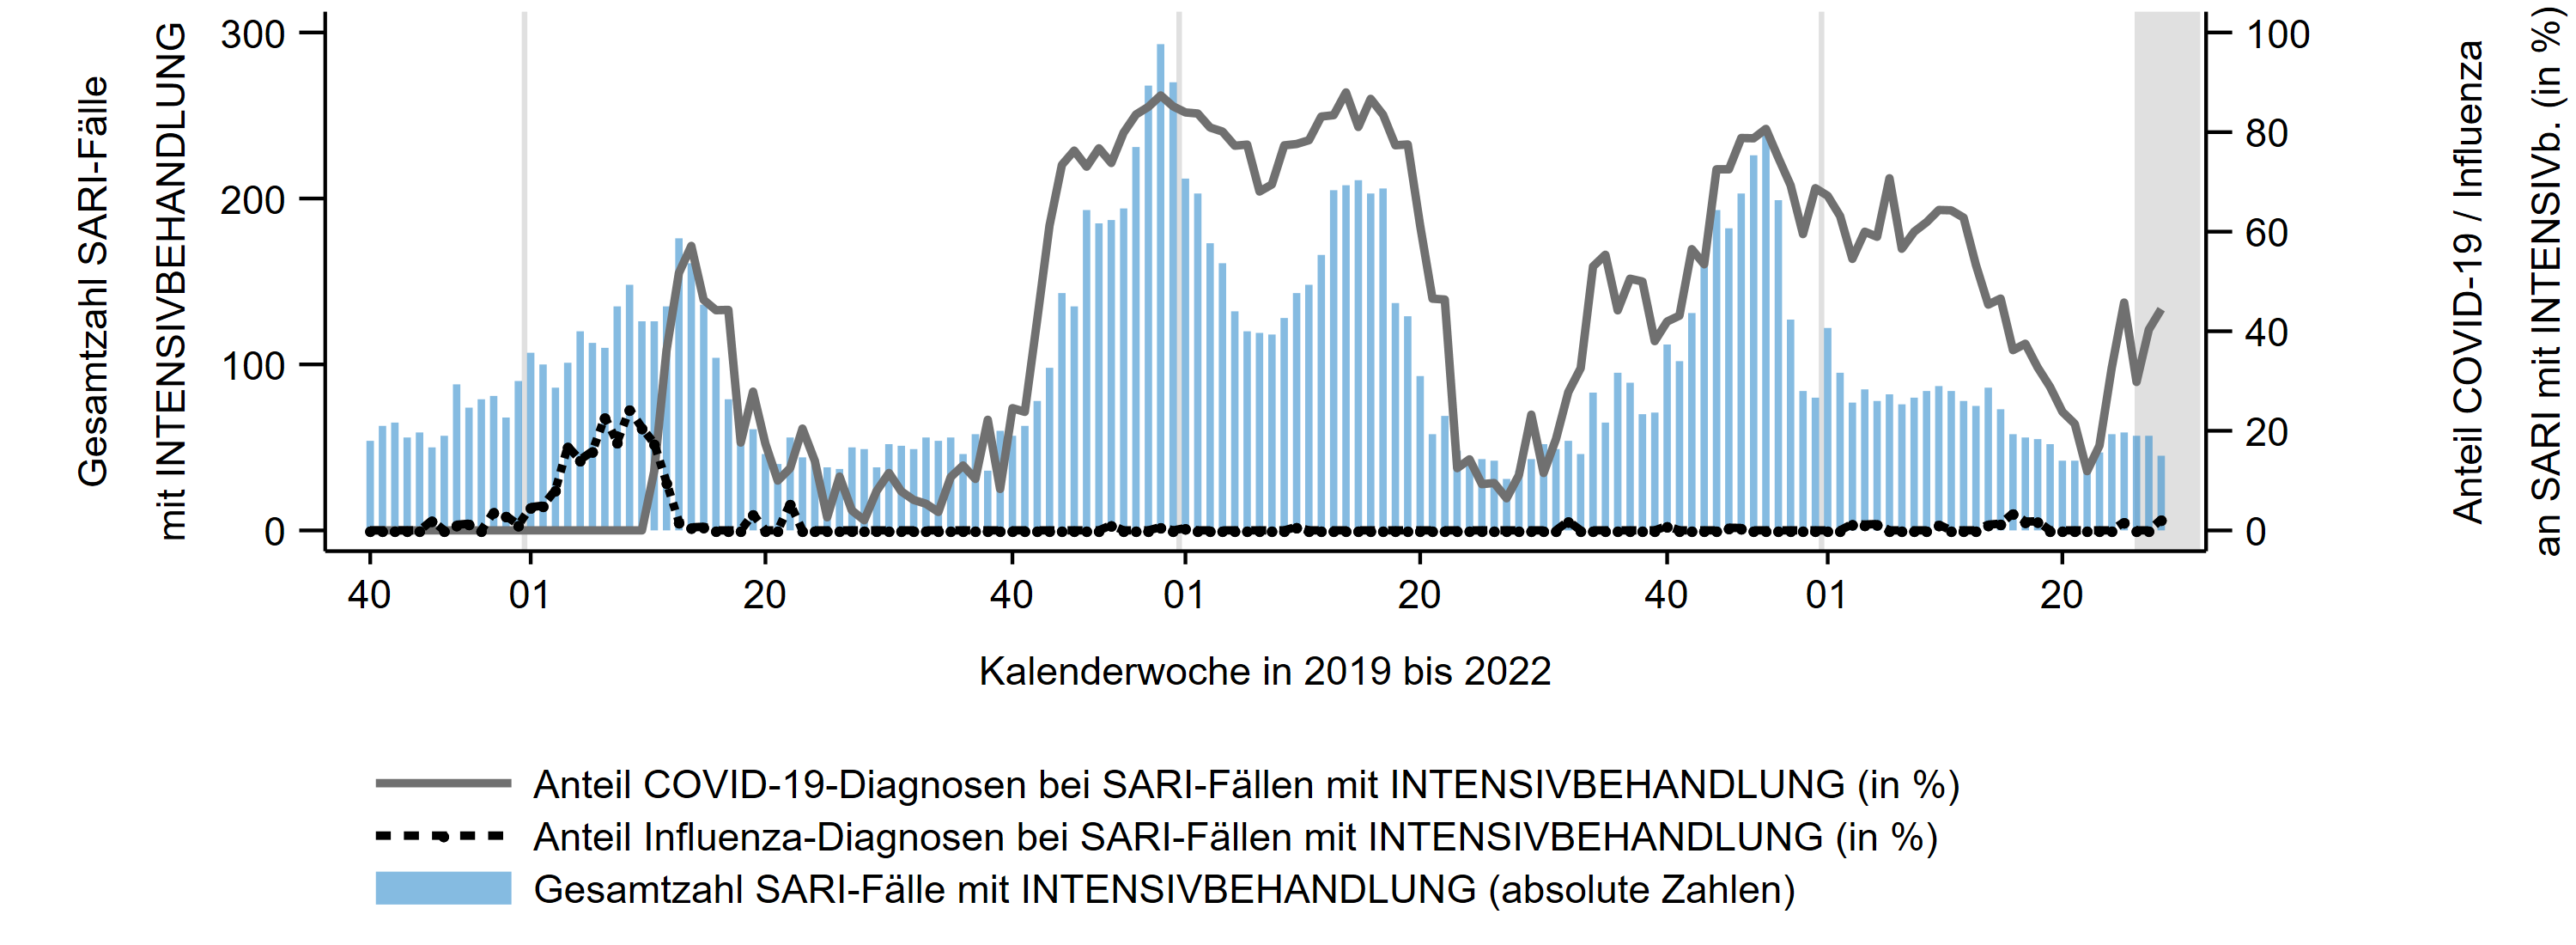 Gesamtzahl SARI-Fälle
mit INTENSIVBEHANDLUNG
300
200
100
0
100
80
60
40
20
0
Anteil COVID-19 / Influenza
an SARI mit INTENSIVb. (in %)
40 01 20 40 01 20 40 01 20
Kalenderwoche in 2019 bis 2022
Anteil COVID-19-Diagnosen bei SARI-Fällen mit INTENSIVBEHANDLUNG (in %)
Anteil Influenza-Diagnosen bei SARI-Fällen mit INTENSIVBEHANDLUNG (in %)
Gesamtzahl SARI-Fälle mit INTENSIVBEHANDLUNG (absolute Zahlen)